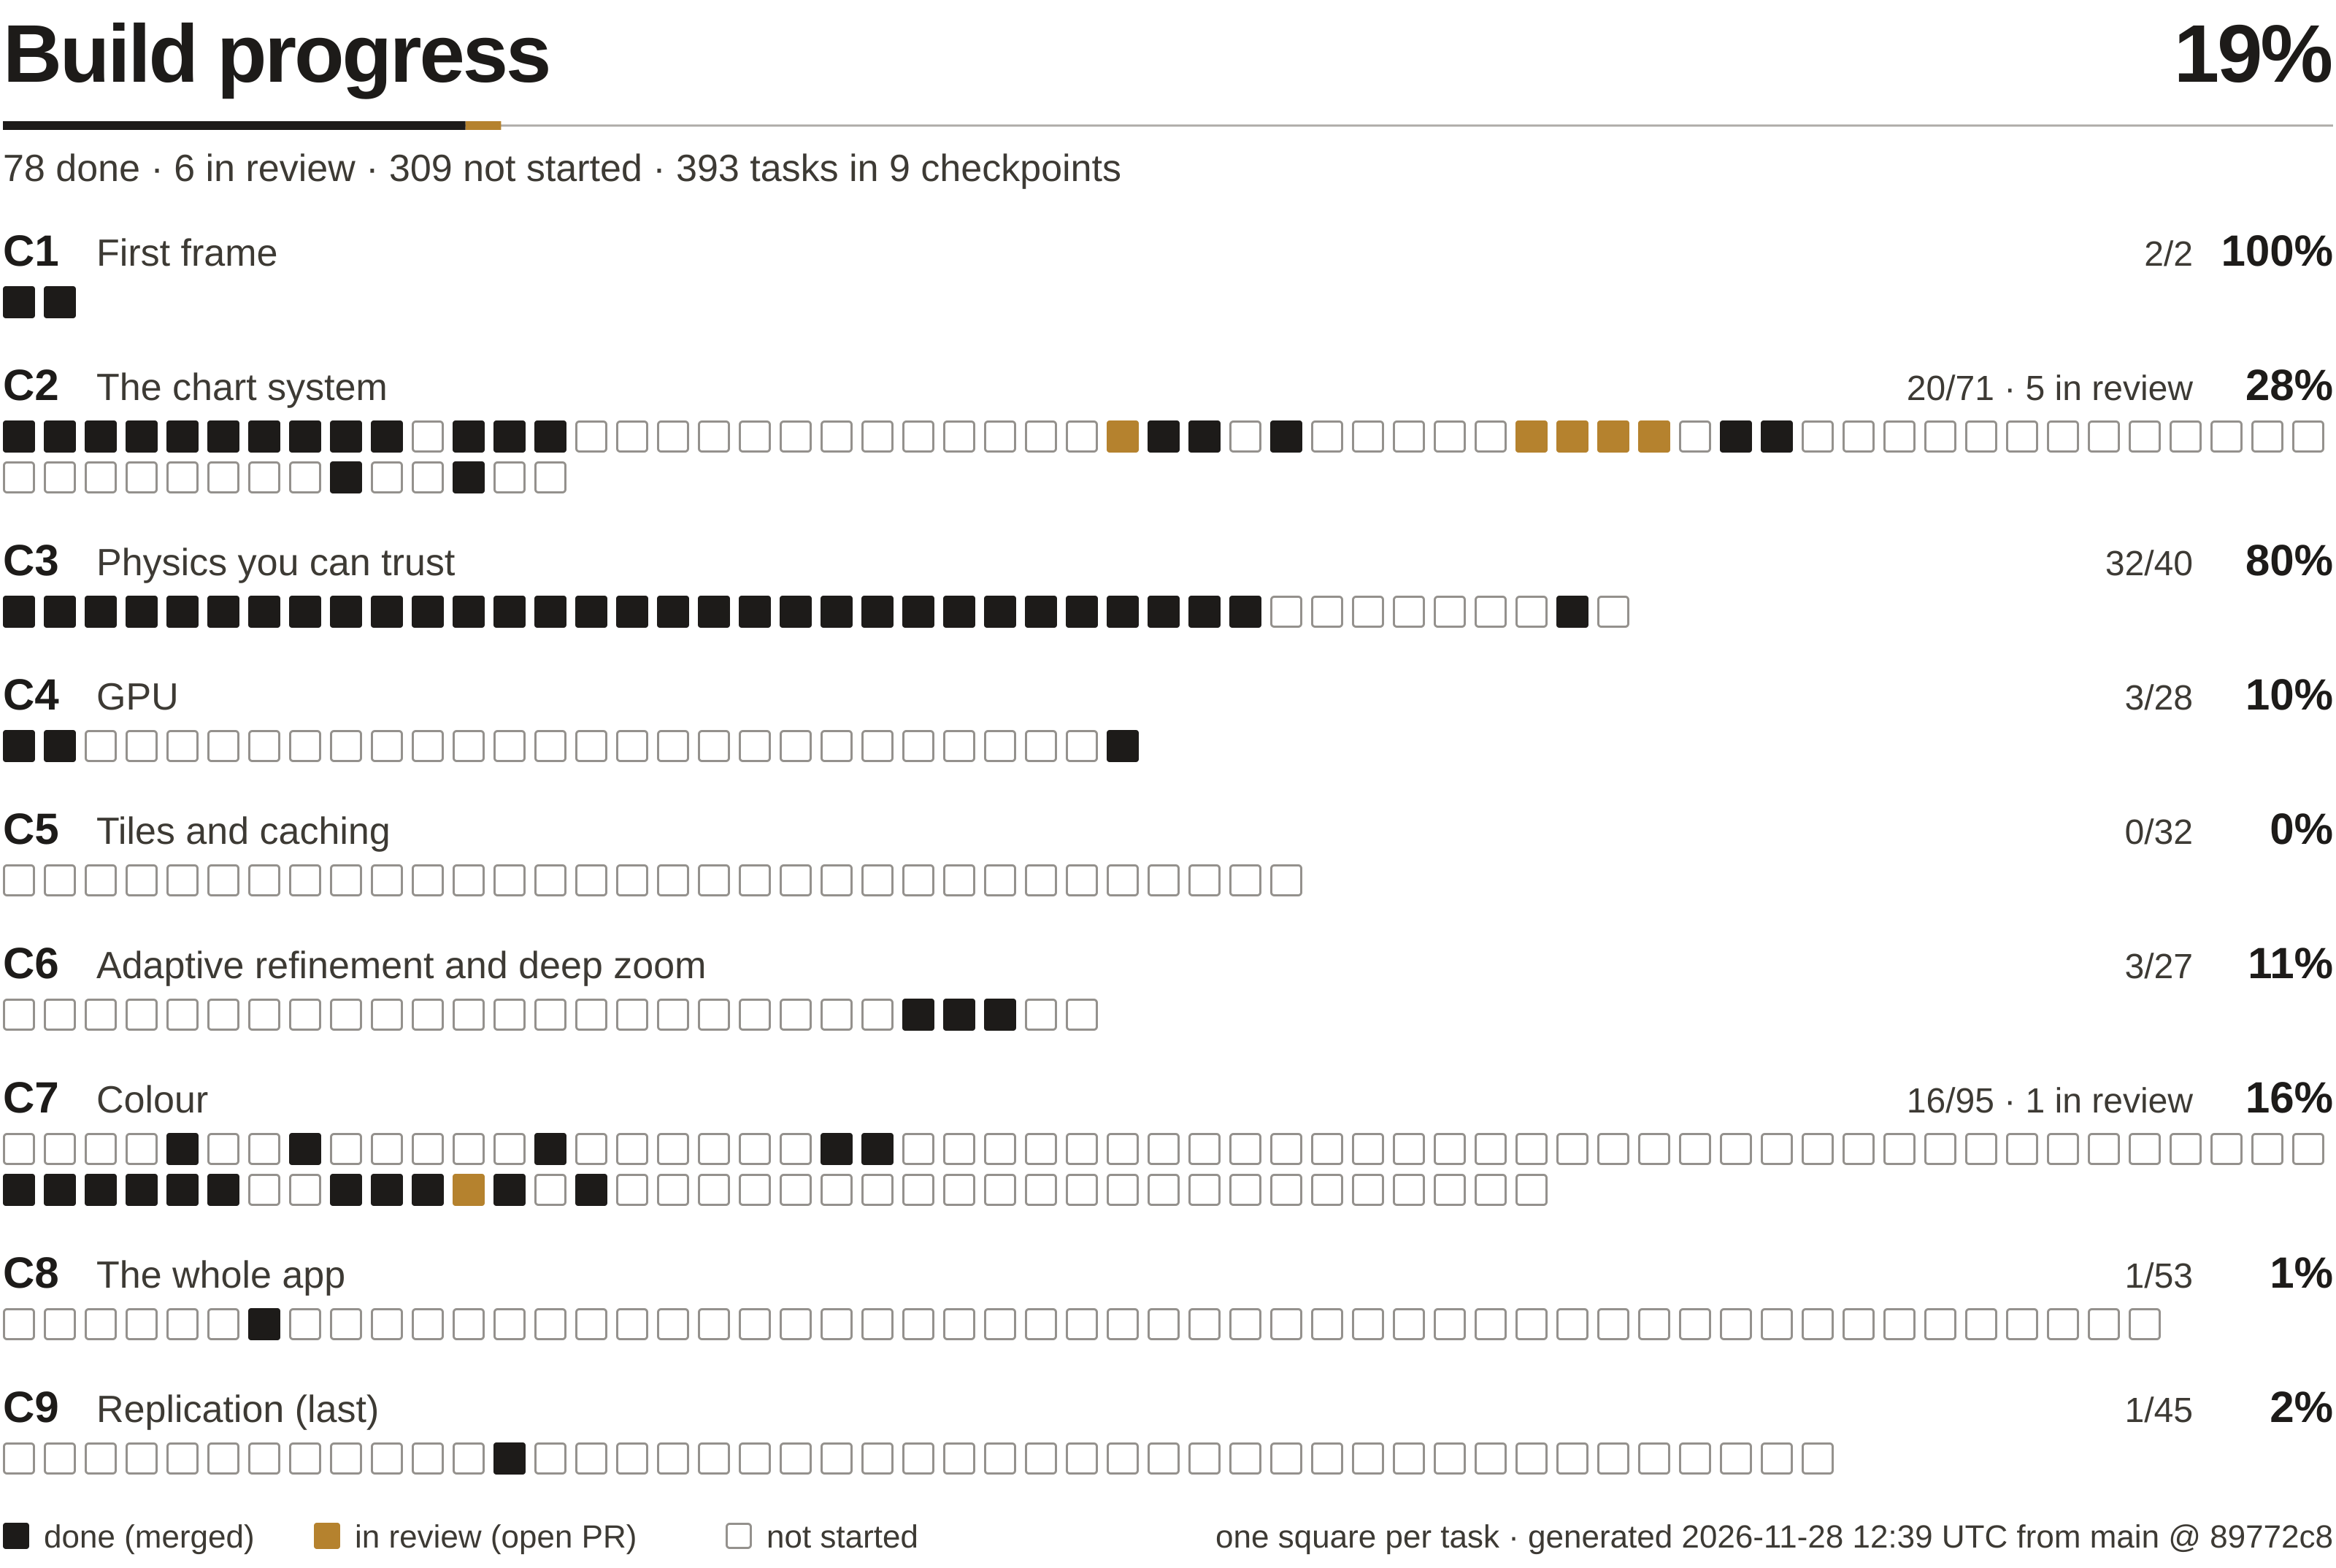 Build progress 19%
78 done · 6 in review · 309 not started · 393 tasks in 9 checkpoints
C1 First frame 2/2 100%
C2 The chart system 20/71 · 5 in review 28%
C3 Physics you can trust 32/40 80%
C4 GPU 3/28 10%
C5 Tiles and caching 0/32 0%
C6 Adaptive refinement and deep zoom 3/27 11%
C7 Colour 16/95 · 1 in review 16%
C8 The whole app 1/53 1%
C9 Replication (last) 1/45 2%
done (merged) in review (open PR) not started one square per task · generated 2026-11-28 12:39 UTC from main @ 89772c8